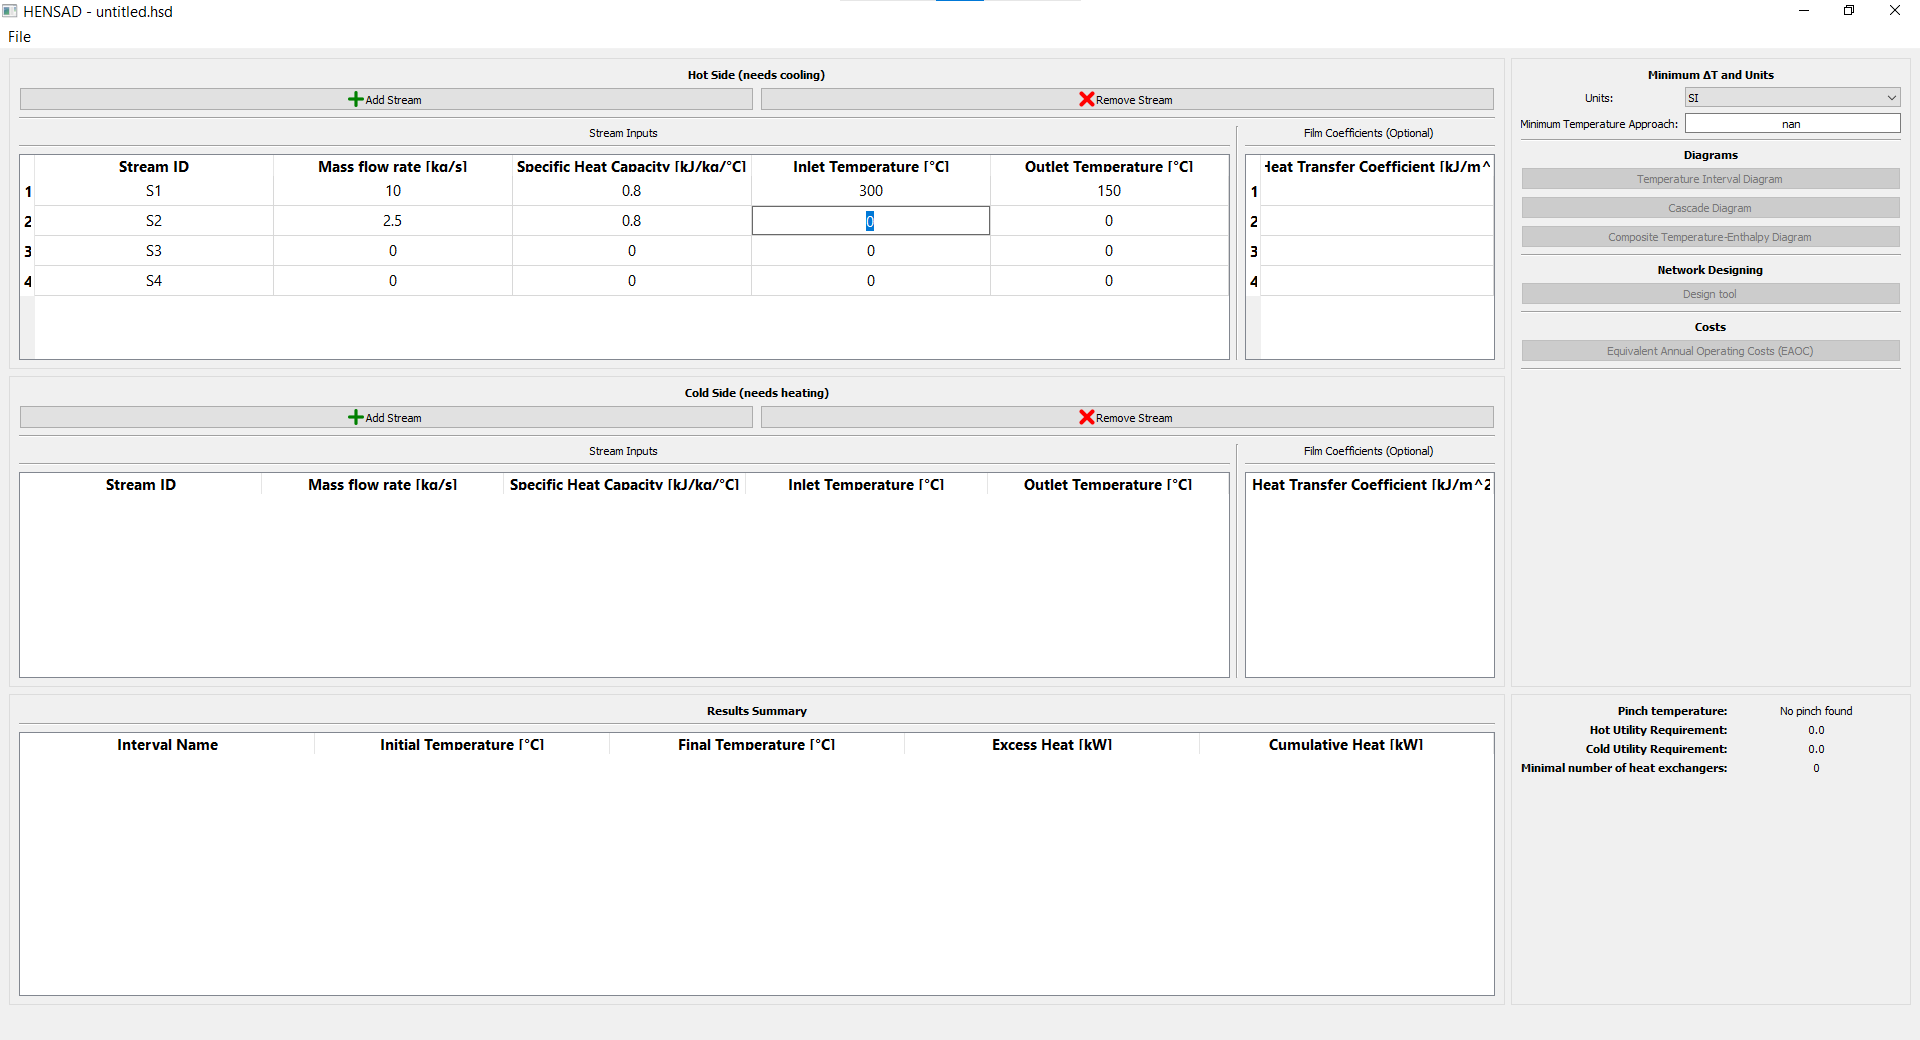 HENSAD - untitled.hsd
File
Hot Side (needs cooling)
Add Stream
Remove Stream
Stream Inputs
Film Coefficients (Optional)
Stream ID Mass flow rate [kg/s] Specific Heat Capacity [kJ/kg/°C] Inlet Temperature [°C] Outlet Temperature [°C]
1 S1 10 0.8 300 150
2 S2 2.5 0.8 0 0
3 S3 0 0 0 0
4 S4 0 0 0 0
Heat Transfer Coefficient [kJ/m^
1
2
3
4
Cold Side (needs heating)
Add Stream
Remove Stream
Stream Inputs
Film Coefficients (Optional)
Stream ID Mass flow rate [kg/s] Specific Heat Capacity [kJ/kg/°C] Inlet Temperature [°C] Outlet Temperature [°C]
Heat Transfer Coefficient [kJ/m^2
Results Summary
Interval Name Initial Temperature [°C] Final Temperature [°C] Excess Heat [kW] Cumulative Heat [kW]
Minimum ΔT and Units
Units: SI
Minimum Temperature Approach: nan
Diagrams
Temperature Interval Diagram
Cascade Diagram
Composite Temperature-Enthalpy Diagram
Network Designing
Design tool
Costs
Equivalent Annual Operating Costs (EAOC)
Pinch temperature: No pinch found
Hot Utility Requirement: 0.0
Cold Utility Requirement: 0.0
Minimal number of heat exchangers: 0